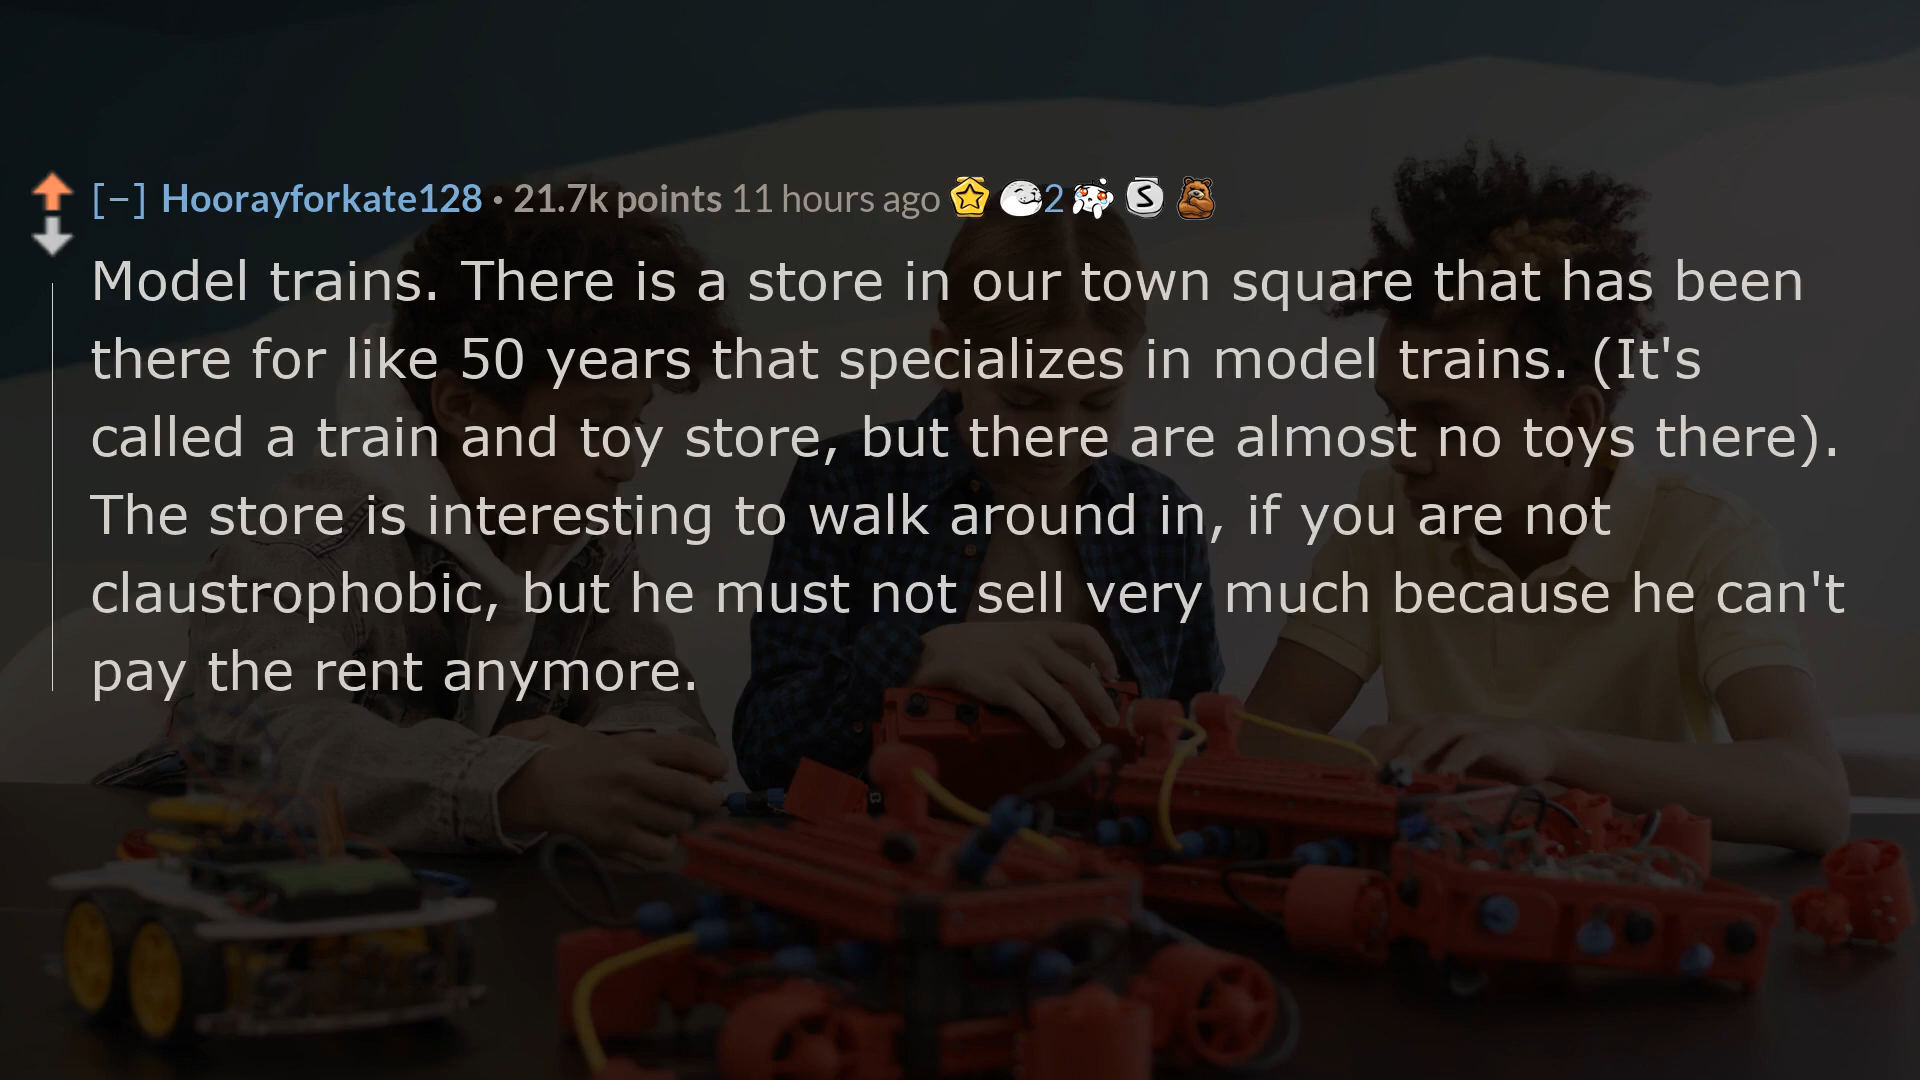 [–] Hoorayforkate128 • 21.7k points 11 hours ago 2 S
Model trains. There is a store in our town square that has been
there for like 50 years that specializes in model trains. (It's
called a train and toy store, but there are almost no toys there).
The store is interesting to walk around in, if you are not
claustrophobic, but he must not sell very much because he can't
pay the rent anymore.